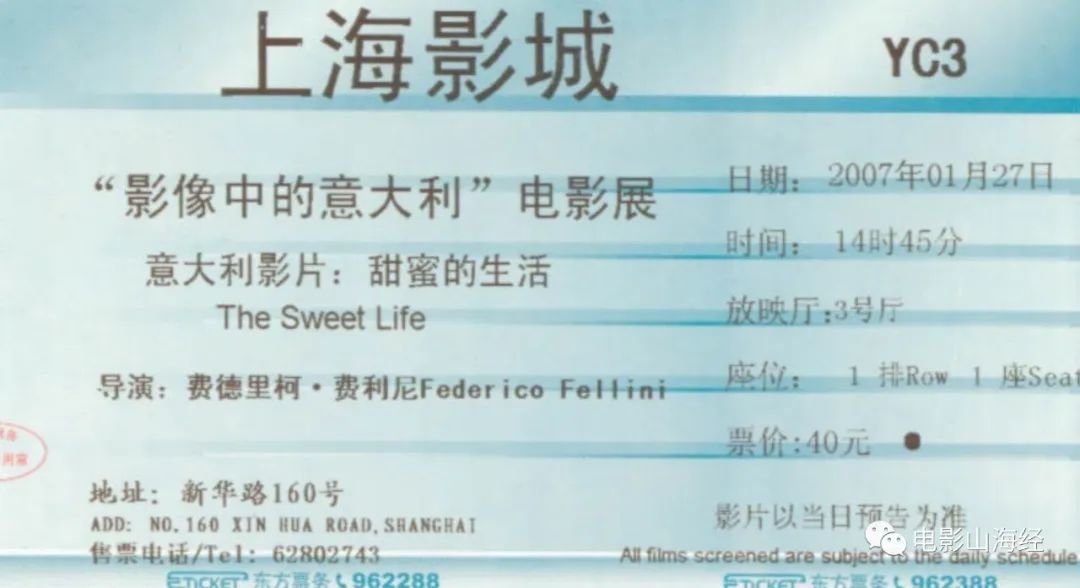 上海影城
YC3
“影像中的意大利”电影展
意大利影片：甜蜜的生活
The Sweet Life
导演：费德里柯·费利尼Federico Fellini
日期：2007年01月27日
时间：14时45分
放映厅:3号厅
座位：1 排Row 1 座Seat
票价:40元
地址：新华路160号
ADD: NO,160 XIN HUA ROAD,SHANGHAI
售票电话/Tel: 62802743
影片以当日预告为准
All films screened are subject to the daily schedule.
ETICKET 东方票务 962288
ETICKET 东方票务 962288
电影山海经